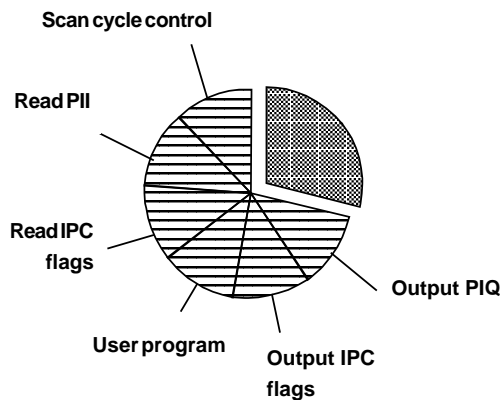 Scan cycle control
Read PII
Read IPC
flags
User program
Output IPC
flags
Output PIQ